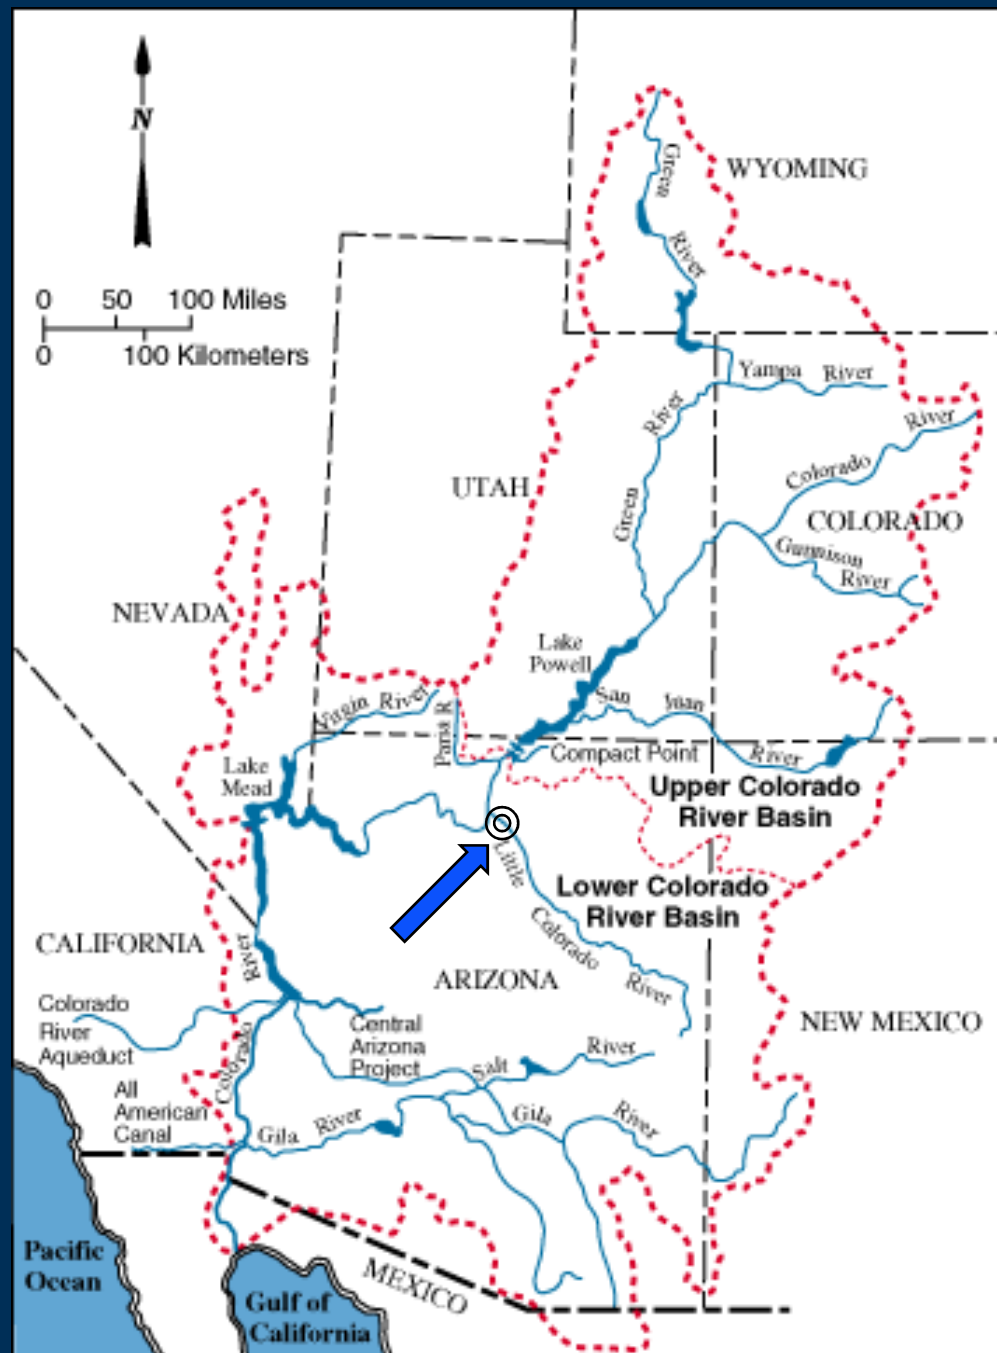 N
WYOMING
Green
River
0 50 100 Miles
0 100 Kilometers
Yampa River
River
Green
Colorado River
UTAH
COLORADO
Gunnison
River
NEVADA
Lake
Powell
San Juan
River
Virgin River
Paria R
Compact Point
Lake
Mead
Upper Colorado
River Basin
Little
Colorado
River
Lower Colorado
River Basin
CALIFORNIA
River
Colorado
ARIZONA
NEW MEXICO
Colorado
River
Aqueduct
Central
Arizona
Project
Salt
River
All
American
Canal
Gila River
Gila
River
Pacific
Ocean
MEXICO
Gulf of
California